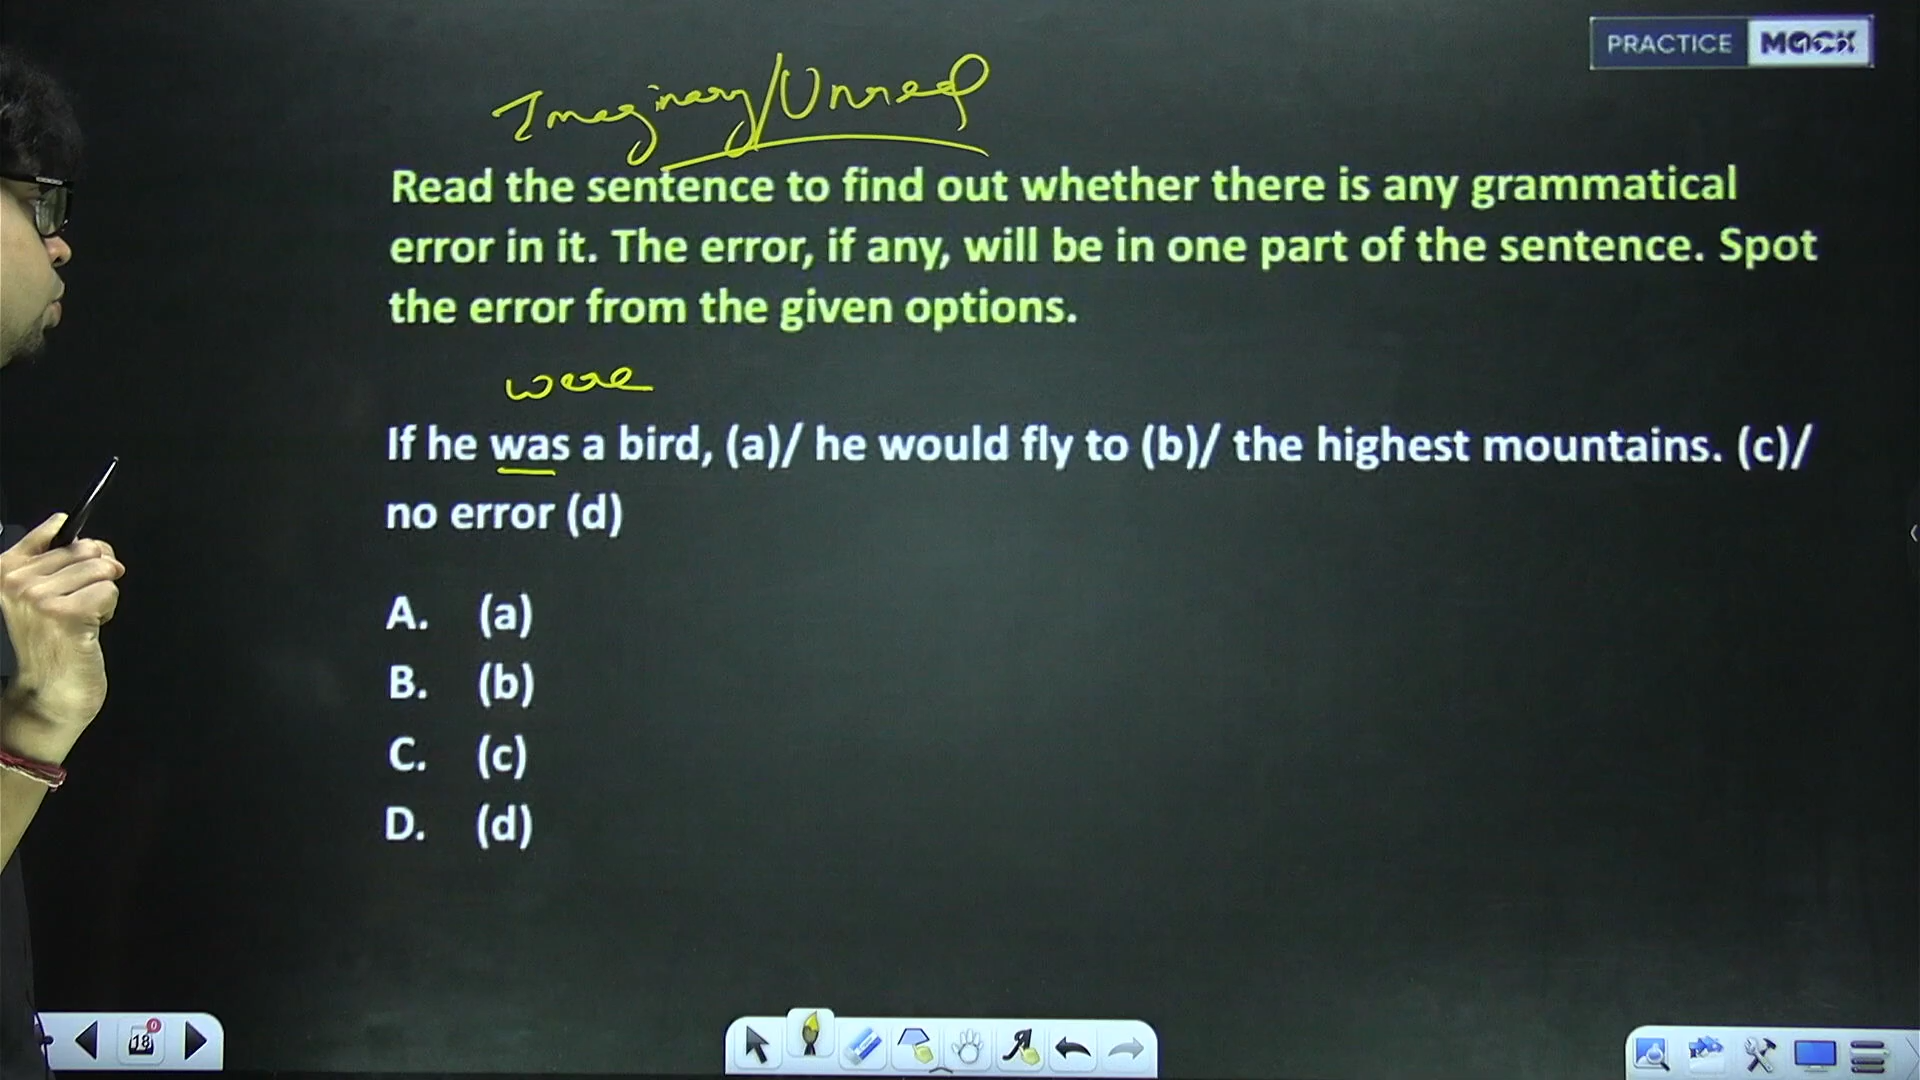 PRACTICE MOCK
Imaginary/Unreal
Read the sentence to find out whether there is any grammatical
error in it. The error, if any, will be in one part of the sentence. Spot
the error from the given options.
were
If he was a bird, (a)/ he would fly to (b)/ the highest mountains. (c)/
no error (d)
A. (a)
B. (b)
C. (c)
D. (d)
18
0